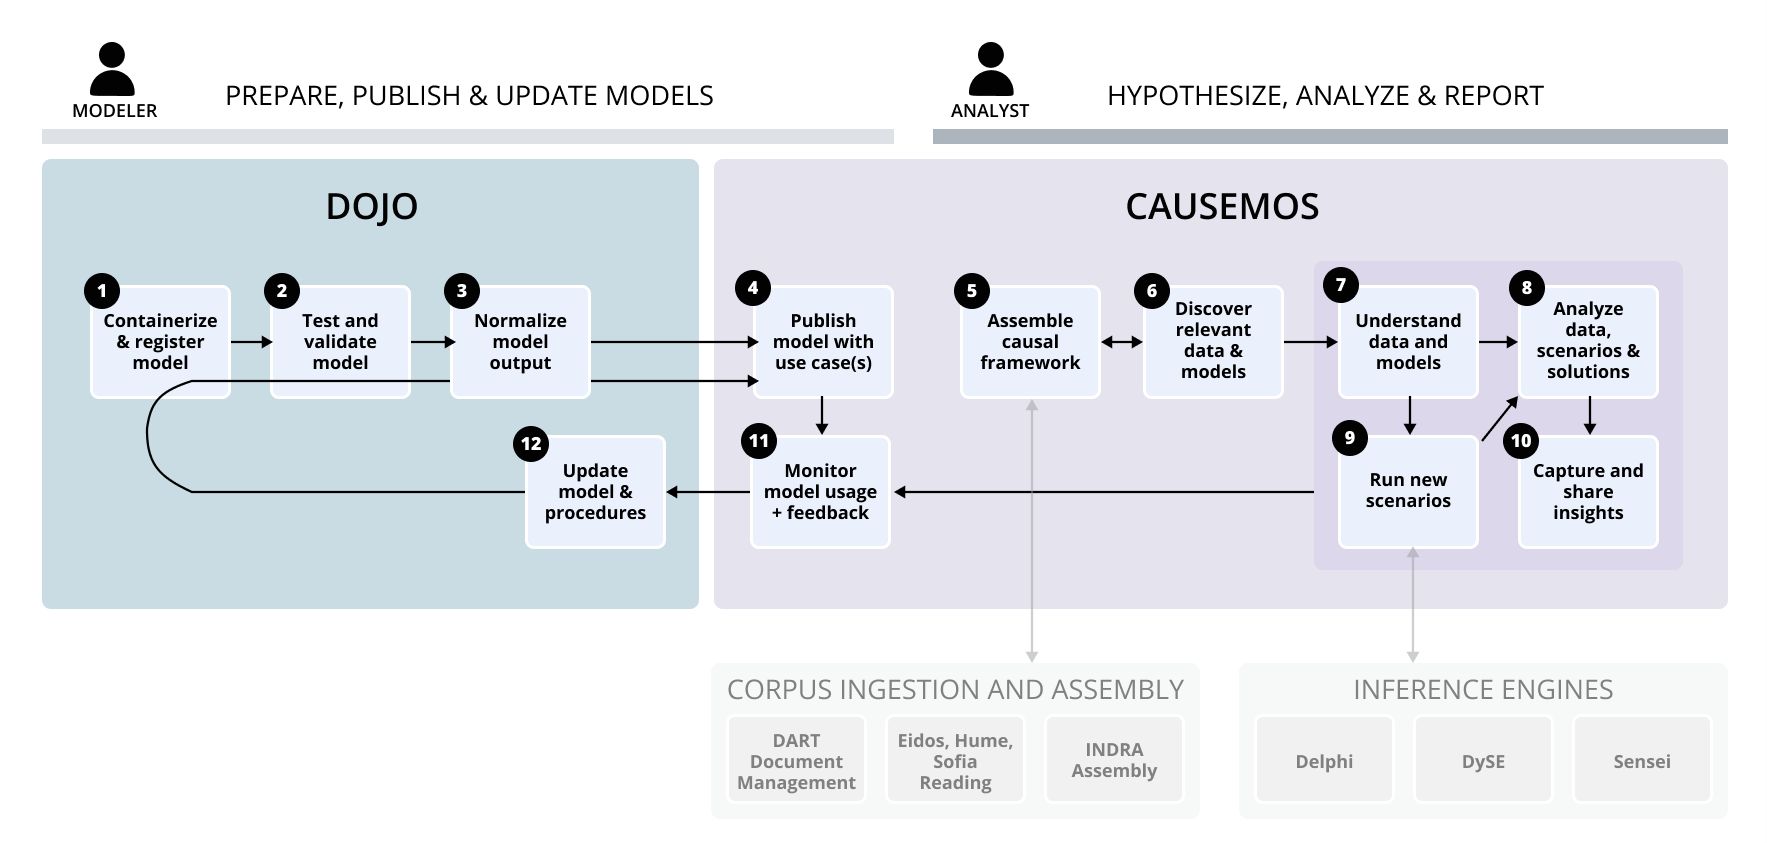 MODELER
PREPARE, PUBLISH & UPDATE MODELS
ANALYST
HYPOTHESIZE, ANALYZE & REPORT
DOJO
1
Containerize
& register
model
2
Test and
validate
model
3
Normalize
model
output
12
Update
model &
procedures
CAUSEMOS
4
Publish
model with
use case(s)
5
Assemble
causal
framework
6
Discover
relevant
data &
models
7
Understand
data and
models
8
Analyze
data,
scenarios &
solutions
9
Run new
scenarios
10
Capture and
share
insights
11
Monitor
model usage
+ feedback
CORPUS INGESTION AND ASSEMBLY
DART
Document
Management
Eidos, Hume,
Sofia
Reading
INDRA
Assembly
INFERENCE ENGINES
Delphi
DySE
Sensei